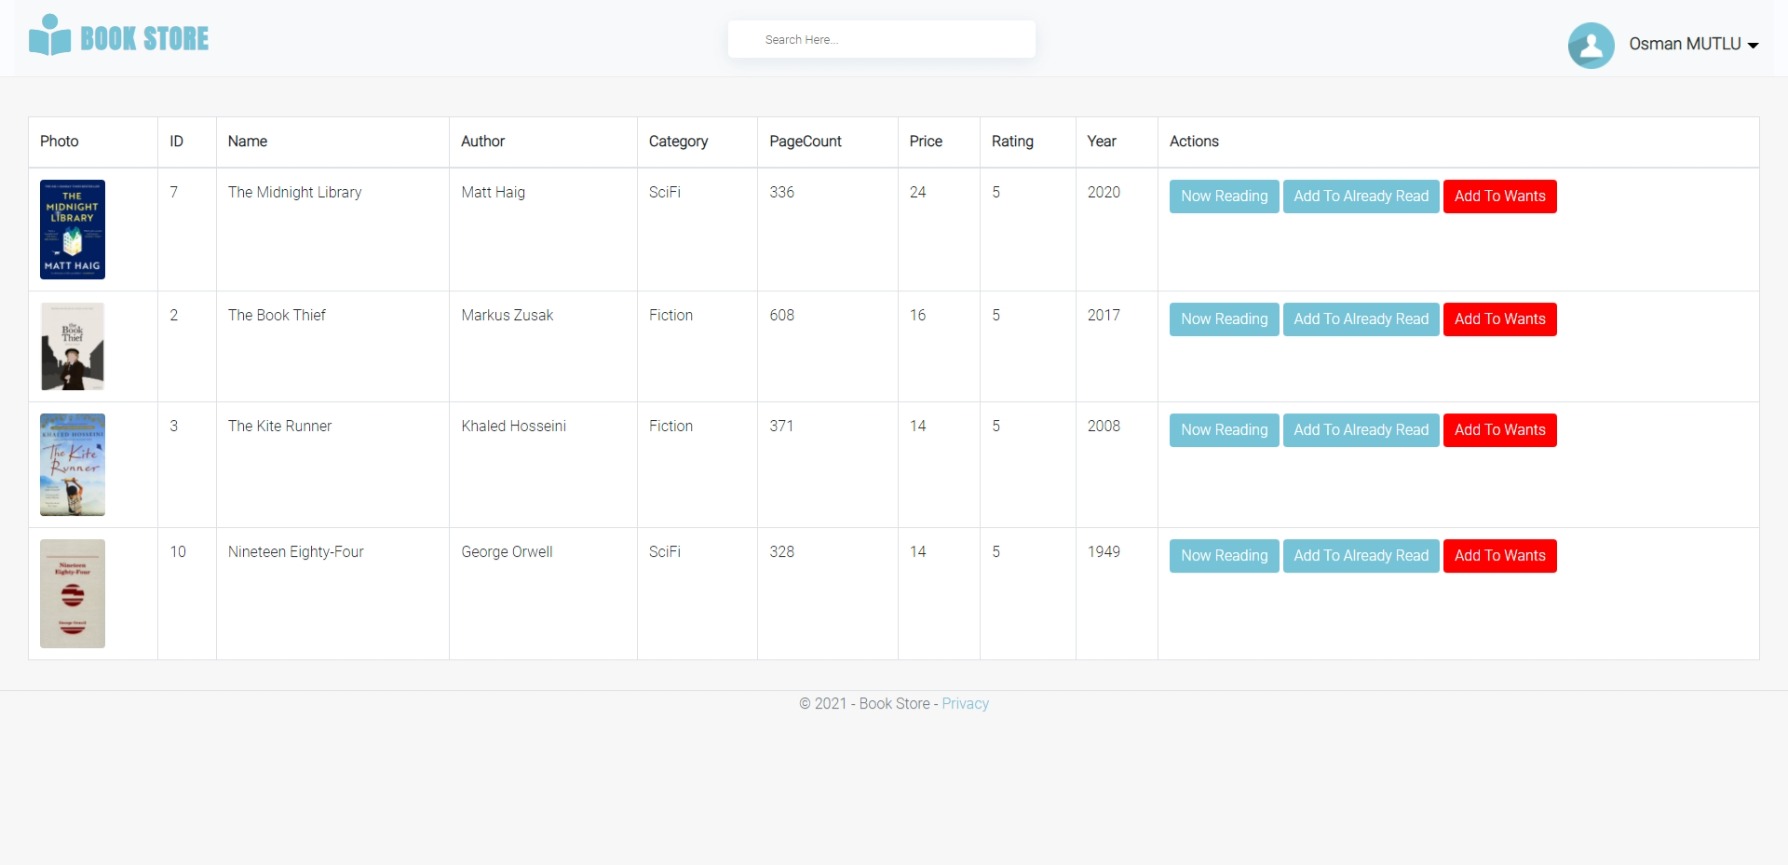 BOOK STORE
Search Here...
Osman MUTLU
Photo ID Name Author Category PageCount Price Rating Year Actions
THE
MIDNIGHT
LIBRARY
MATT HAIG
7 The Midnight Library Matt Haig SciFi 336 24 5 2020 Now Reading Add To Already Read Add To Wants
The
Book
Thief
2 The Book Thief Markus Zusak Fiction 608 16 5 2017 Now Reading Add To Already Read Add To Wants
KHALED HOSSEINI
The Kite
Runner
3 The Kite Runner Khaled Hosseini Fiction 371 14 5 2008 Now Reading Add To Already Read Add To Wants
Nineteen
Eighty-Four
George Orwell
10 Nineteen Eighty-Four George Orwell SciFi 328 14 5 1949 Now Reading Add To Already Read Add To Wants
© 2021 - Book Store - Privacy